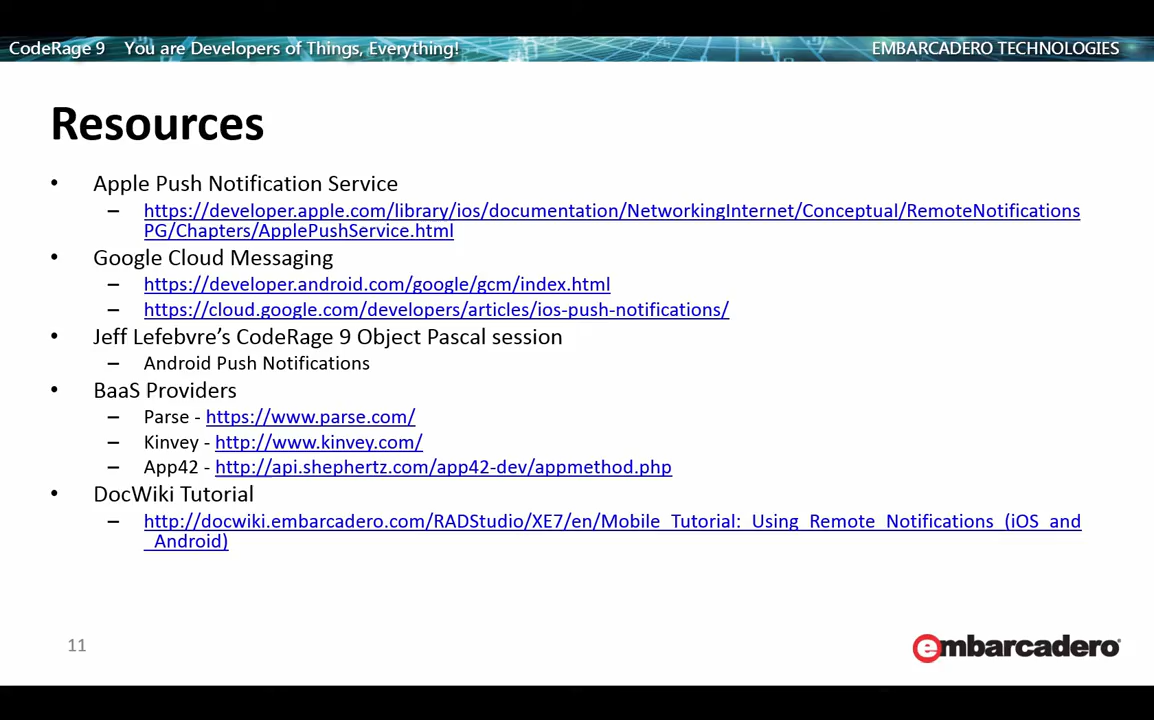 CodeRage 9 You are Developers of Things, Everything! EMBARCADERO TECHNOLOGIES
Resources
• Apple Push Notification Service
– https://developer.apple.com/library/ios/documentation/NetworkingInternet/Conceptual/RemoteNotifications
PG/Chapters/ApplePushService.html
• Google Cloud Messaging
– https://developer.android.com/google/gcm/index.html
– https://cloud.google.com/developers/articles/ios-push-notifications/
• Jeff Lefebvre’s CodeRage 9 Object Pascal session
– Android Push Notifications
• BaaS Providers
– Parse - https://www.parse.com/
– Kinvey - http://www.kinvey.com/
– App42 - http://api.shephertz.com/app42-dev/appmethod.php
• DocWiki Tutorial
– http://docwiki.embarcadero.com/RADStudio/XE7/en/Mobile_Tutorial:_Using_Remote_Notifications_(iOS_and
_Android)
11
embarcadero